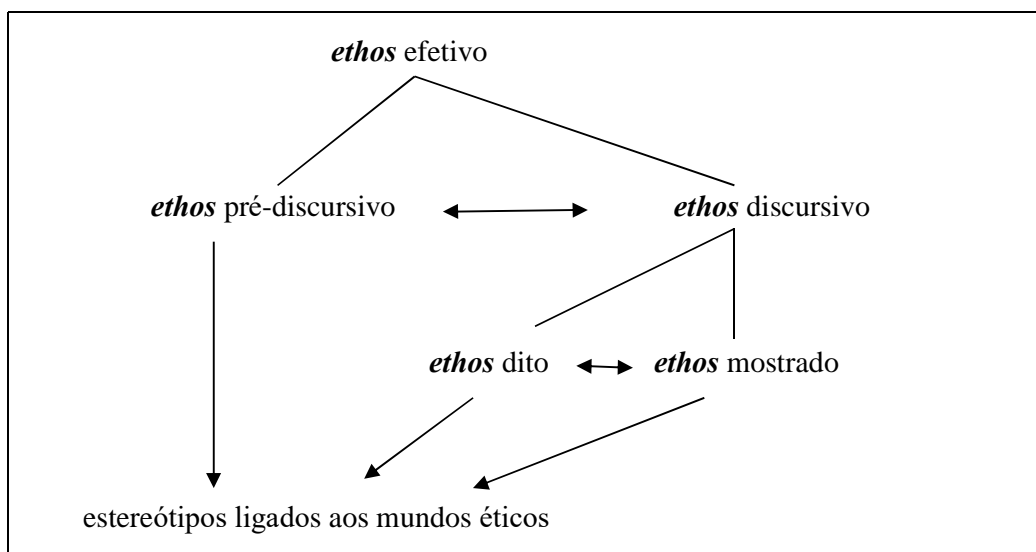 ethos efetivo
ethos pré-discursivo ethos discursivo
ethos dito ethos mostrado
estereótipos ligados aos mundos éticos